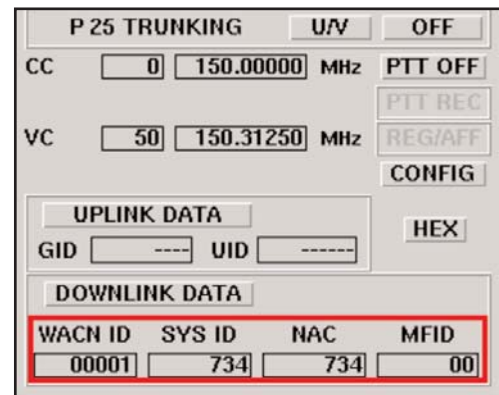 P 25 TRUNKING U/V OFF
CC 0 150.00000 MHz PTT OFF
PTT REC
VC 50 150.31250 MHz REG/AFF
CONFIG
UPLINK DATA
HEX
GID ---- UID ------
DOWNLINK DATA
WACN ID SYS ID NAC MFID
00001 734 734 00